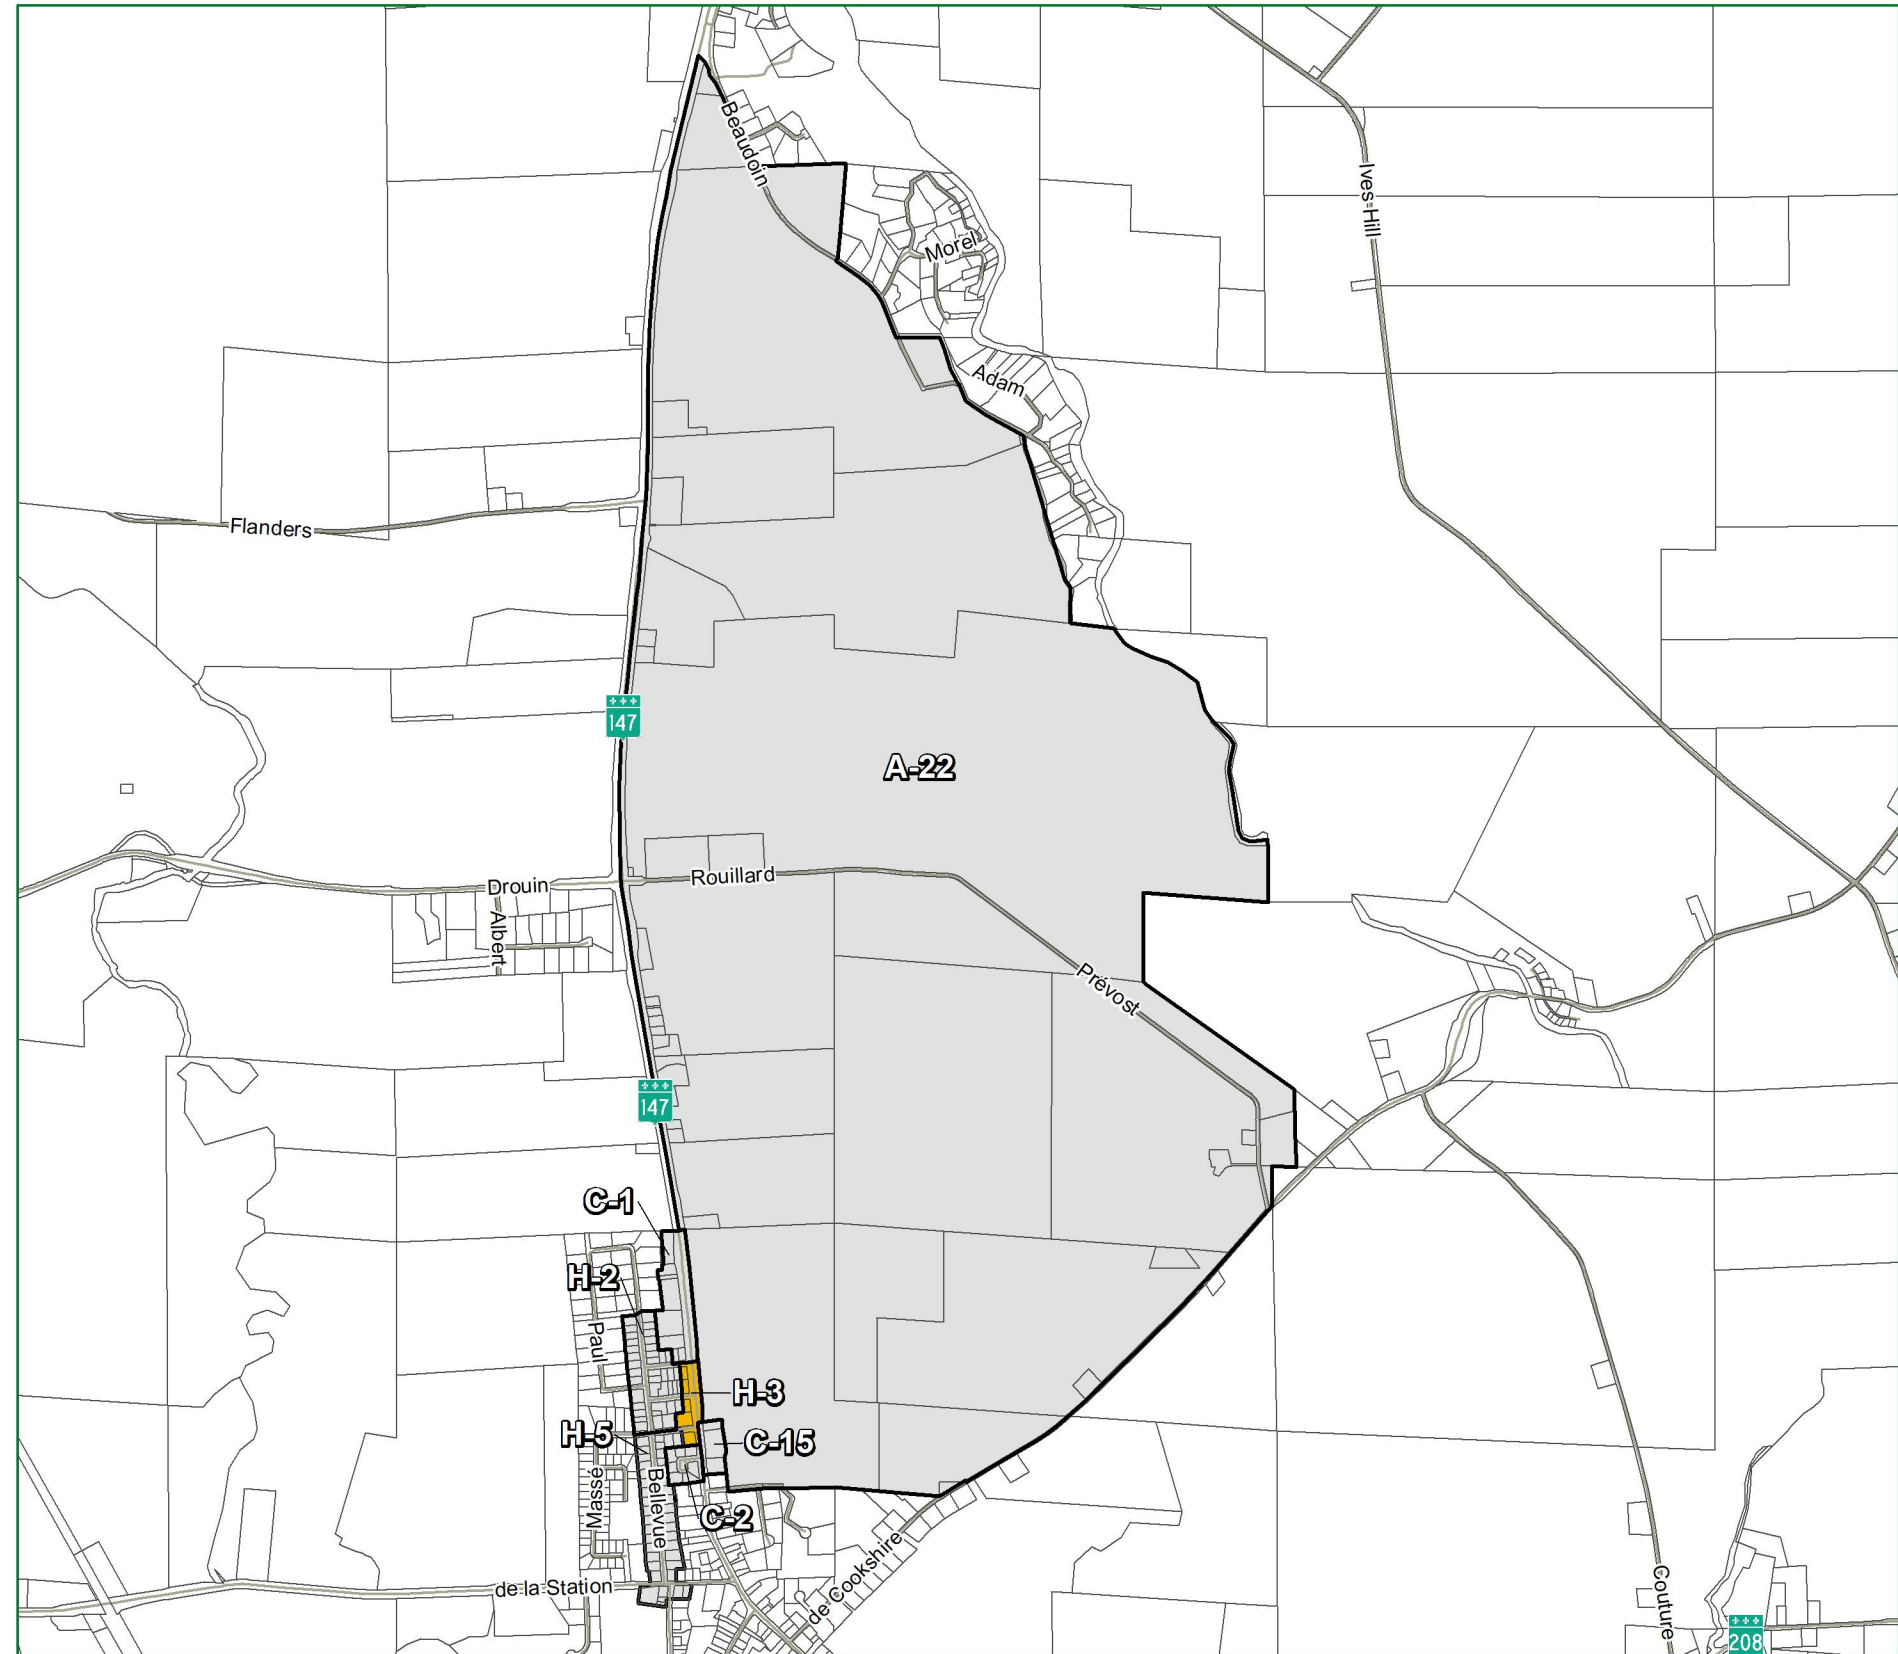 Beaudoin
Ives-Hill
Morel
Adam
Flanders
147
A-22
Rouillard
Drouin
Albert
Prévost
147
C-1
H-2
Paul
H-3
H-5
C-15
Massé
Bellevue
C-2
de la Station
de Cookshire
Couture
208